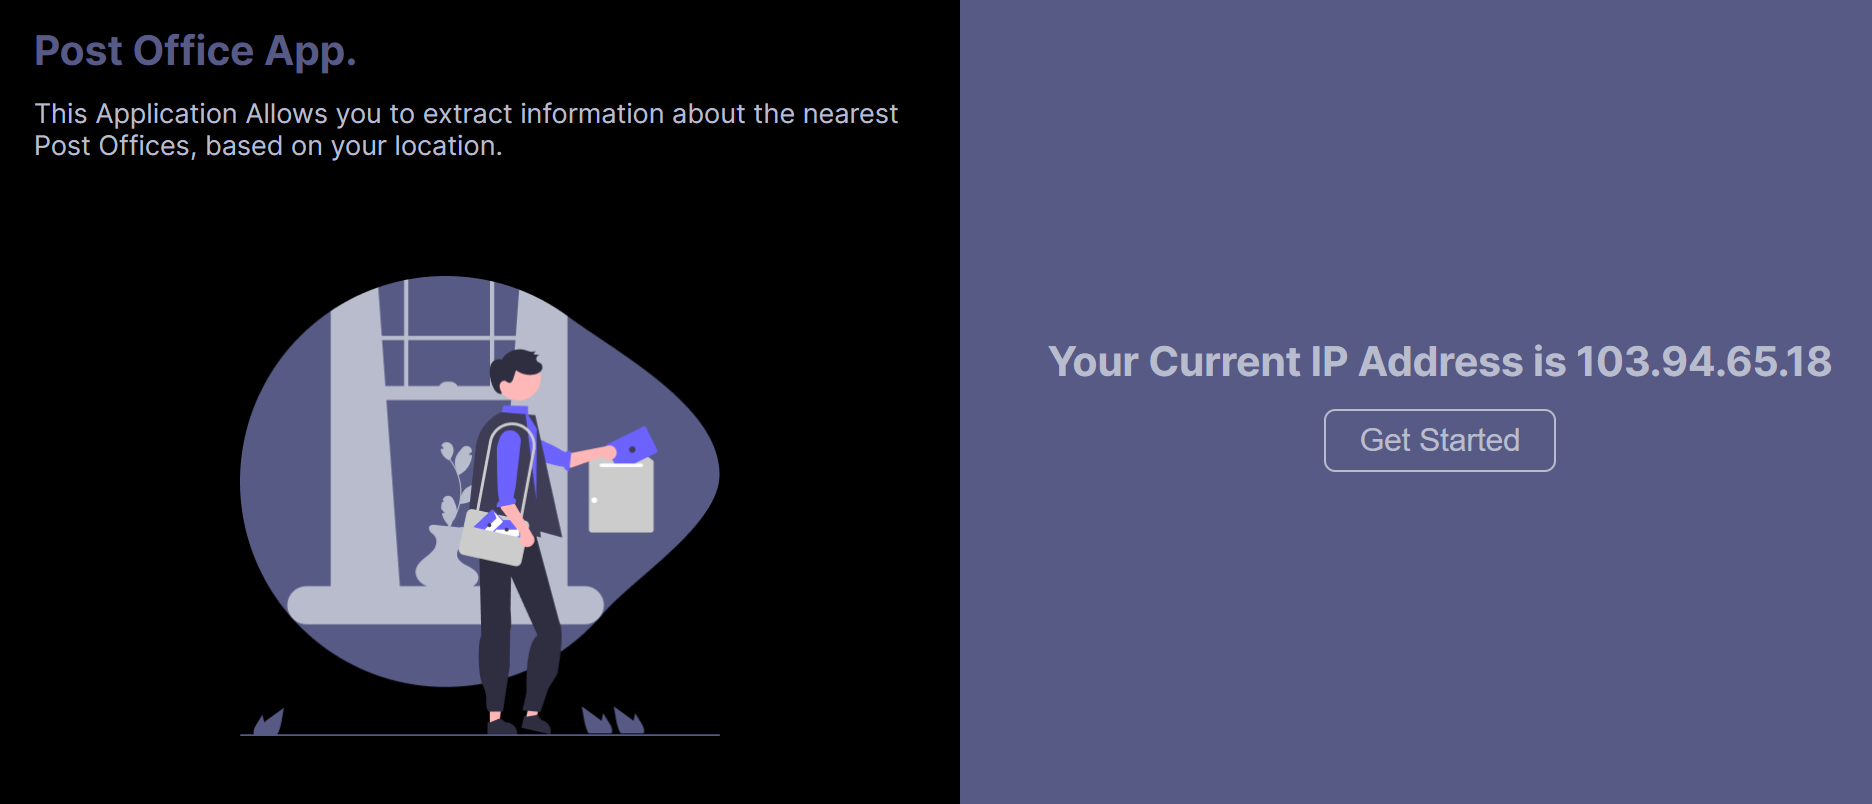 Post Office App.
This Application Allows you to extract information about the nearest
Post Offices, based on your location.
Your Current IP Address is 103.94.65.18
Get Started